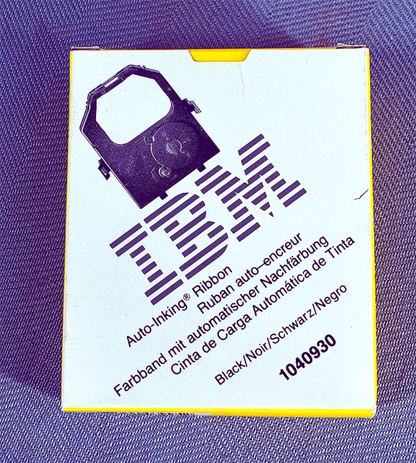 IBM
Auto-Inking® Ribbon
Ruban auto-encreur
Farbband mit automatischer Nachfärbung
Cinta de Carga Automática de Tinta
Black/Noir/Schwarz/Negro
1040930